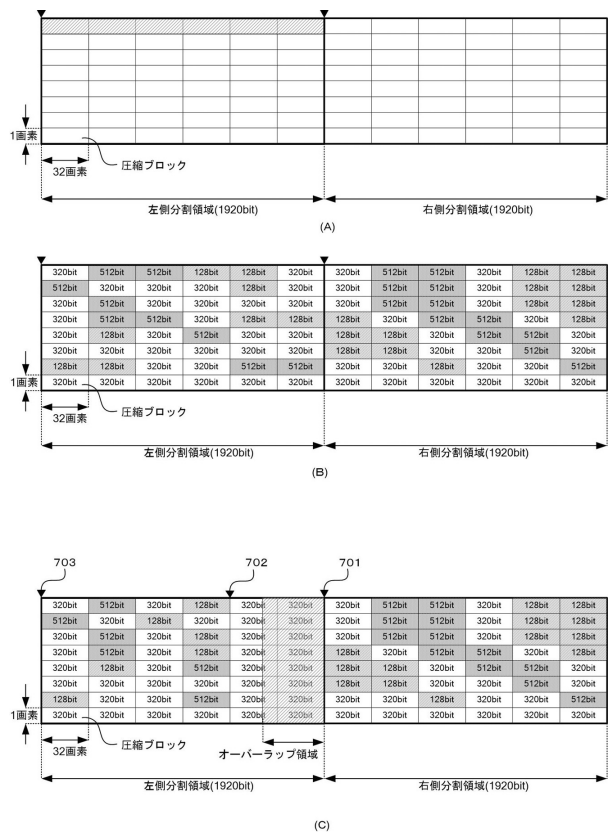 1画素
32画素
圧縮ブロック
左側分割領域(1920bit)
右側分割領域(1920bit)
(A)
320bit 512bit 512bit 128bit 128bit 320bit 320bit 512bit 512bit 320bit 128bit 128bit
512bit 320bit 320bit 320bit 128bit 320bit 320bit 512bit 512bit 320bit 128bit 128bit
320bit 512bit 320bit 320bit 128bit 320bit 320bit 512bit 512bit 320bit 128bit 128bit
320bit 512bit 512bit 320bit 128bit 128bit 128bit 320bit 512bit 512bit 320bit 128bit
320bit 128bit 320bit 512bit 320bit 320bit 128bit 128bit 320bit 512bit 512bit 320bit
320bit 320bit 320bit 320bit 320bit 320bit 128bit 128bit 320bit 320bit 512bit 320bit
128bit 128bit 320bit 320bit 512bit 512bit 320bit 320bit 128bit 320bit 320bit 512bit
320bit 320bit 320bit 320bit 320bit 320bit 320bit 320bit 320bit 320bit 320bit 320bit
1画素
32画素
圧縮ブロック
左側分割領域(1920bit)
右側分割領域(1920bit)
(B)
703
702
701
320bit 512bit 320bit 128bit 320bit 320bit 320bit 512bit 512bit 320bit 128bit 128bit
512bit 320bit 128bit 320bit 320bit 320bit 320bit 512bit 512bit 320bit 128bit 128bit
320bit 512bit 320bit 128bit 320bit 320bit 320bit 512bit 512bit 320bit 128bit 128bit
320bit 512bit 320bit 128bit 320bit 320bit 128bit 320bit 512bit 512bit 320bit 128bit
320bit 128bit 320bit 512bit 320bit 320bit 128bit 128bit 320bit 512bit 512bit 320bit
320bit 320bit 320bit 320bit 320bit 320bit 128bit 128bit 320bit 320bit 512bit 320bit
128bit 320bit 320bit 512bit 320bit 320bit 320bit 320bit 128bit 320bit 320bit 512bit
320bit 320bit 320bit 320bit 320bit 320bit 320bit 320bit 320bit 320bit 320bit 320bit
1画素
32画素
圧縮ブロック
オーバーラップ領域
左側分割領域(1920bit)
右側分割領域(1920bit)
(C)